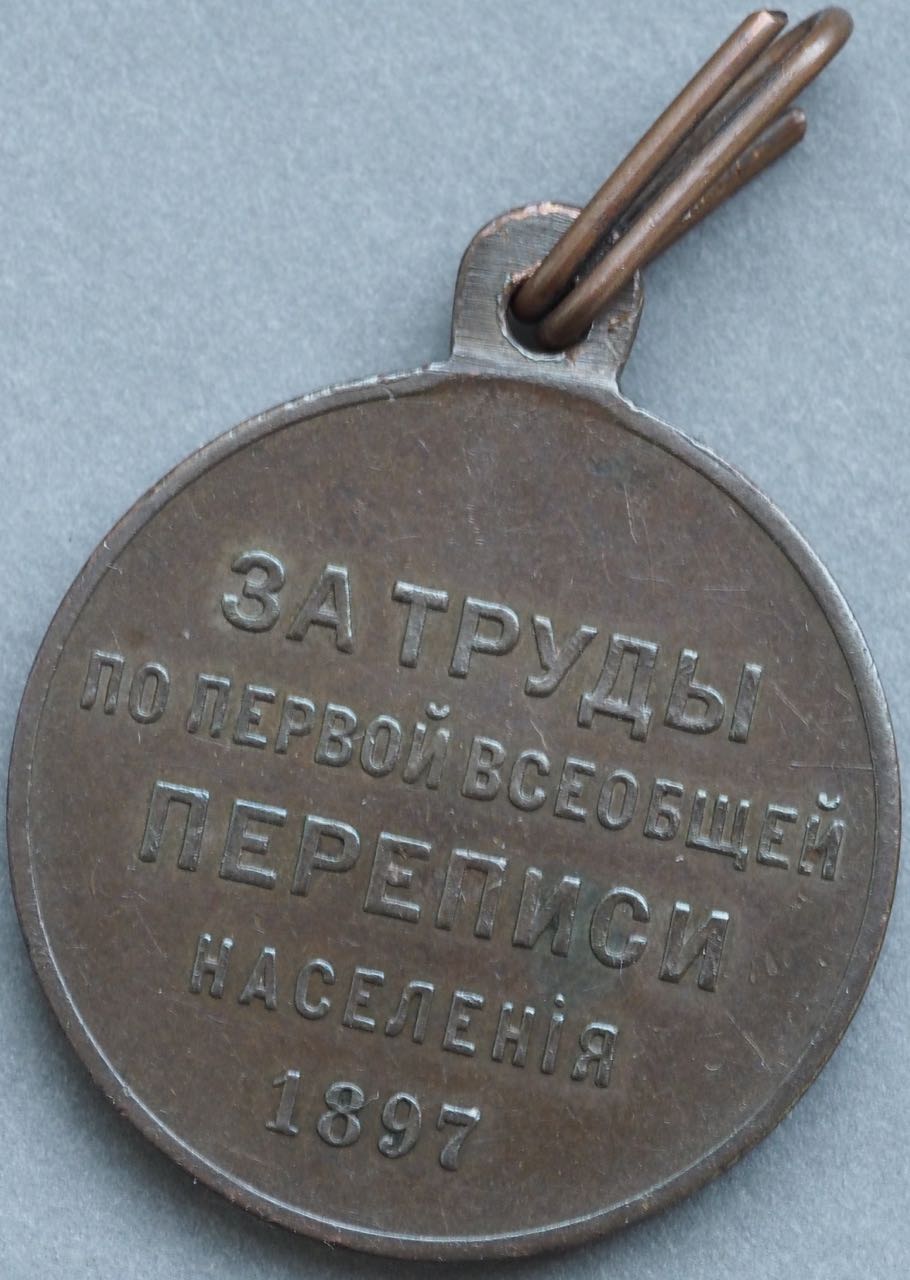 ЗА ТРУДЫ
ПО ПЕРВОЙ ВСЕОБЩЕЙ
ПЕРЕПИСИ
НАСЕЛЕНІЯ
1897